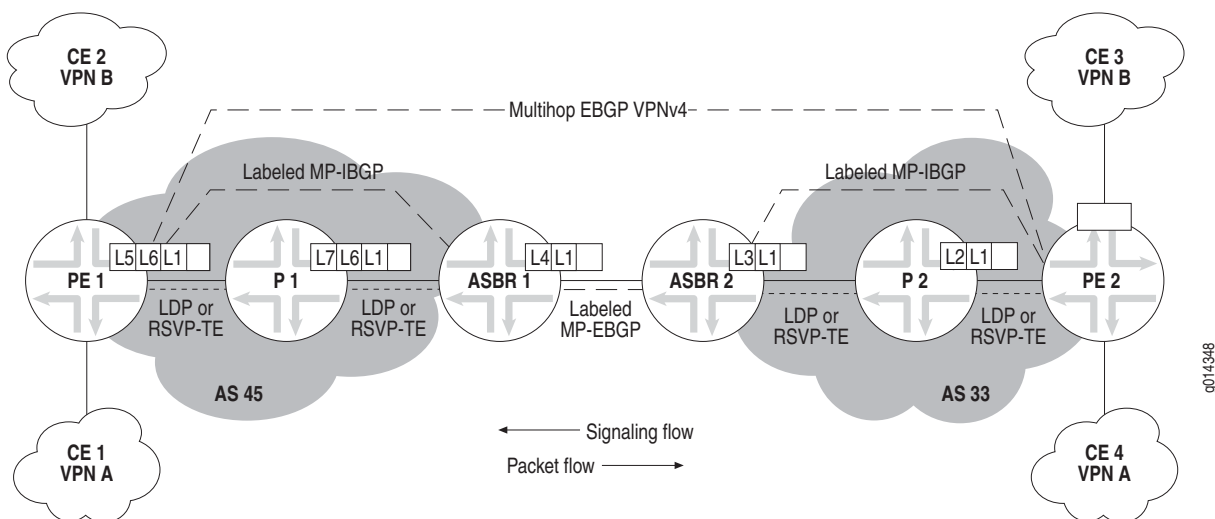 CE 2
VPN B
CE 3
VPN B
Multihop EBGP VPNv4
Labeled MP-IBGP
Labeled MP-IBGP
PE 1
L5 L6 L1
P 1
L7 L6 L1
ASBR 1
L4 L1
ASBR 2
L3 L1
P 2
L2 L1
PE 2
LDP or
RSVP-TE
LDP or
RSVP-TE
Labeled
MP-EBGP
LDP or
RSVP-TE
LDP or
RSVP-TE
AS 45
AS 33
Signaling flow
Packet flow
CE 1
VPN A
CE 4
VPN A
g014348